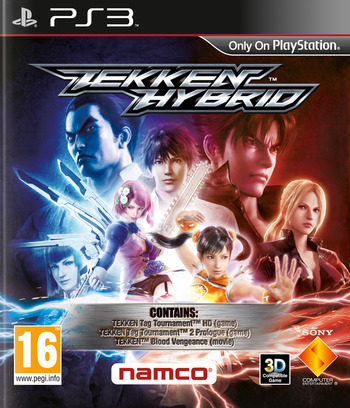 PS3
Only On PlayStation®
TEKKEN™
HYBRID
CONTAINS:
TEKKEN Tag Tournament™ HD (game)
TEKKEN Tag Tournament™ 2 Prologue (game)
TEKKEN™ Blood Vengeance (movie)
16
www.pegi.info
namco®
3D
Compatible
Game
SONY
COMPUTER
ENTERTAINMENT®